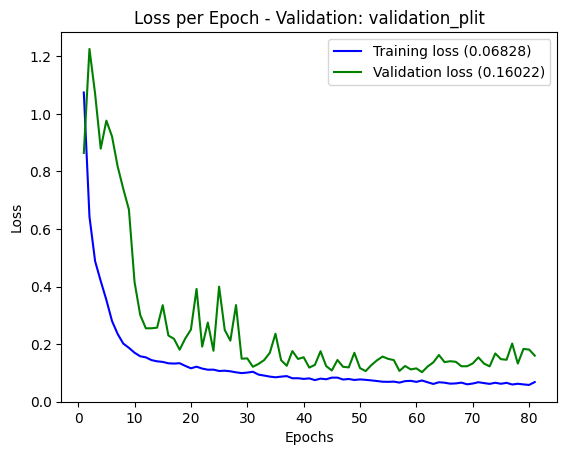 Loss per Epoch - Validation: validation_plit
Training loss (0.06828)
Validation loss (0.16022)
Loss
1.2
1.0
0.8
0.6
0.4
0.2
0.0
0 10 20 30 40 50 60 70 80
Epochs